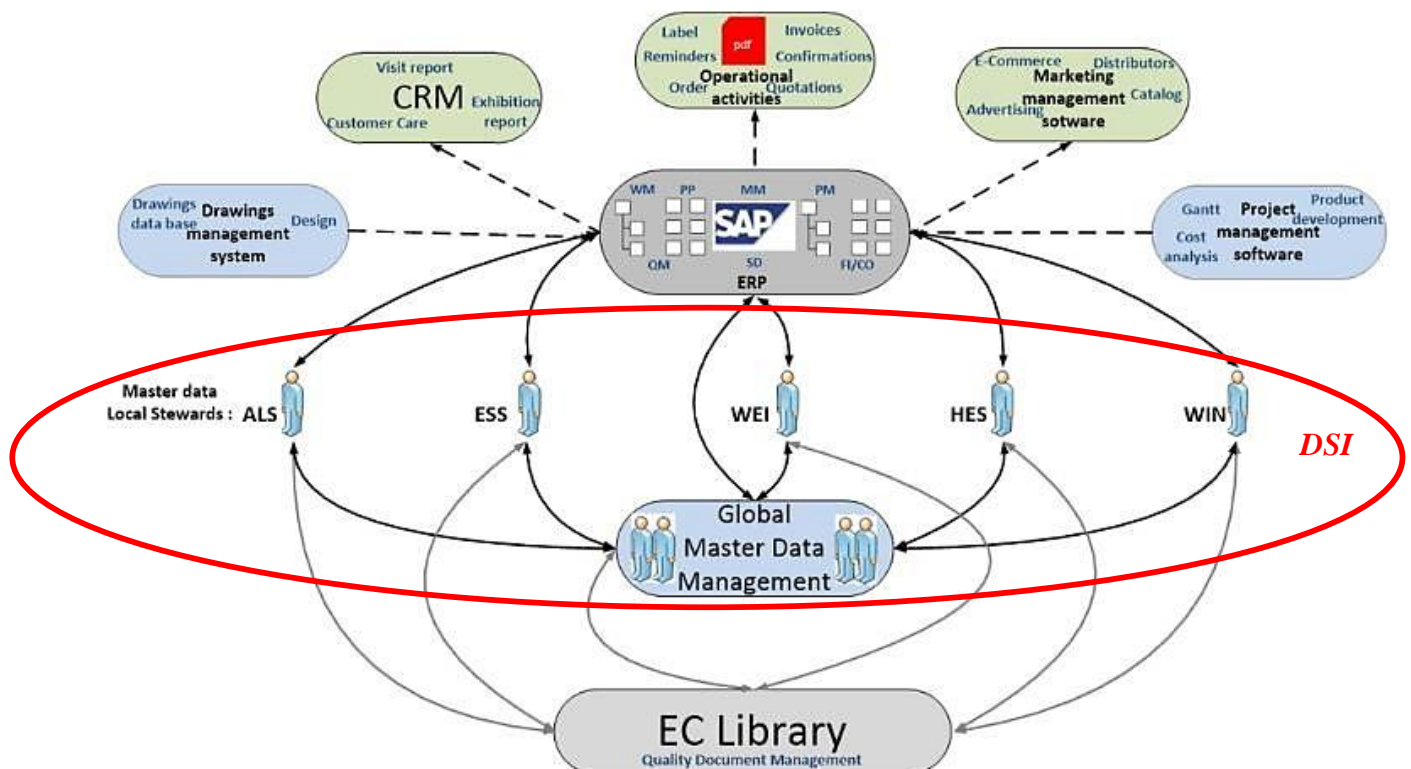 Label
pdf
Invoices
Reminders
Confirmations
Operational
Order
Quotations
activities
Visit report
CRM
Exhibition
report
Customer Care
E-Commerce
Distributors
Marketing
management
Catalog
Advertising
sotware
Drawings
data base
Drawings
management
system
Design
WM
PP
MM
PM
SAP
QM
SD
FI/CO
ERP
Gantt
Project
Product
development
management
Cost
analysis
software
Master data
Local Stewards :
ALS
ESS
WEI
HES
WIN
DSI
Global
Master Data
Management
EC Library
Quality Document Management